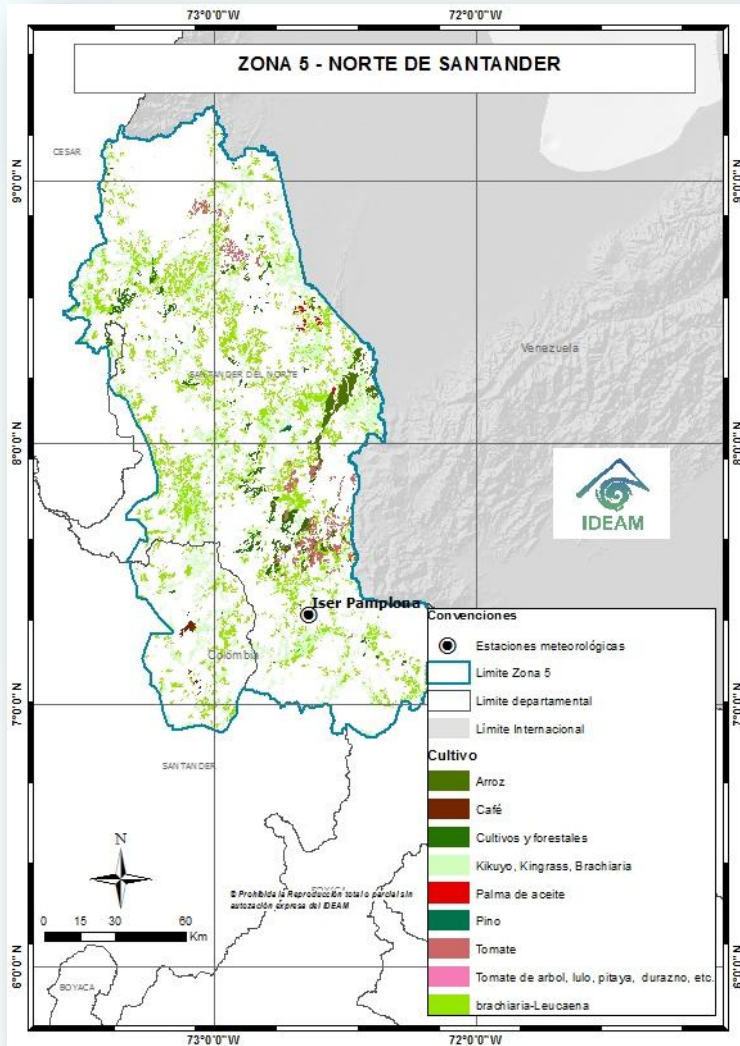 73°0'0"W 72°0'0"W
ZONA 5 - NORTE DE SANTANDER
CESAR
9°0'0"N 9°0'0"N
Venezuela
SANTANDER DEL NORTE
8°0'0"N 8°0'0"N
IDEAM
Iser Pamplona
Colombia
7°0'0"N 7°0'0"N
SANTANDER
Convenciones
Estaciones meteorológicas
Limite Zona 5
Limite departamental
Límite Internacional
Cultivo
Arroz
Café
Cultivos y forestales
Kikuyo, Kingrass, Brachiaria
Palma de aceite
Pino
Tomate
Tomate de arbol, lulo, pitaya, durazno, etc.
brachiaria-Leucaena
N
0 15 30 60
Km
© Prohibida la Reproducción total o parcial sin
autozación expresa del IDEAM
6°0'0"N 6°0'0"N
BOYACA
73°0'0"W 72°0'0"W